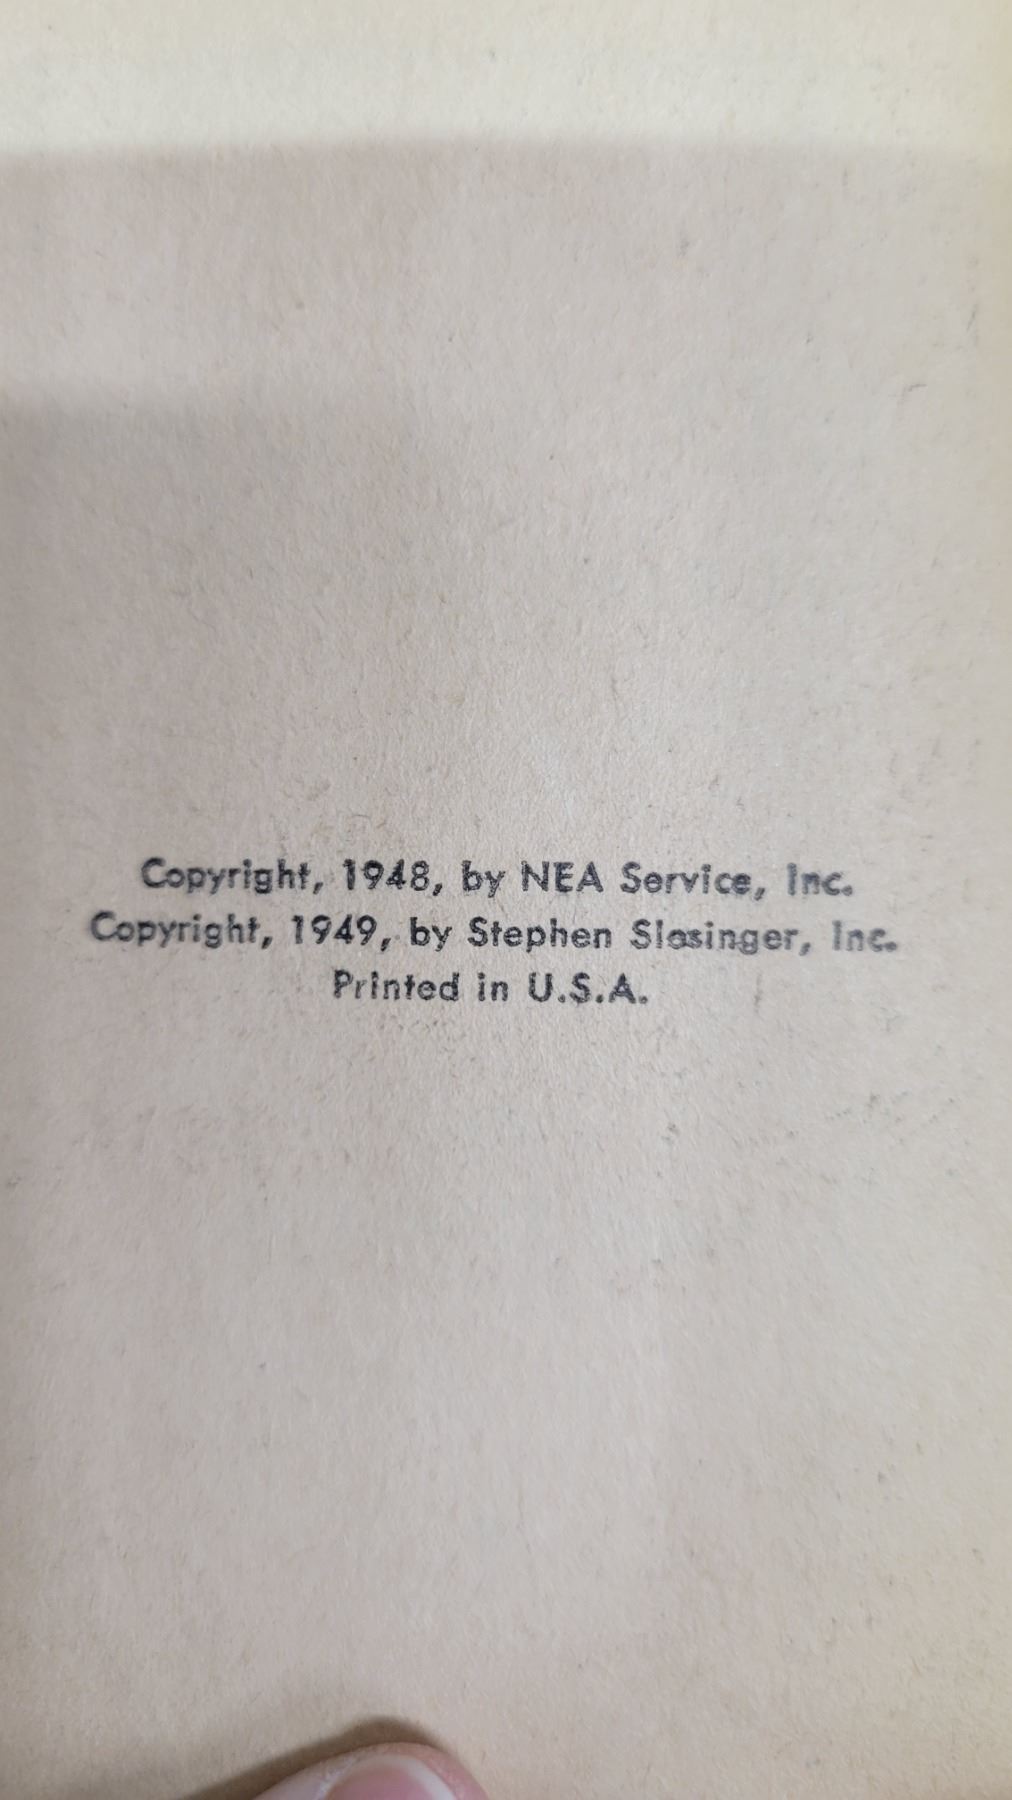 Copyright, 1948, by NEA Service, Inc.
Copyright, 1949, by Stephen Slesinger, Inc.
Printed in U.S.A.